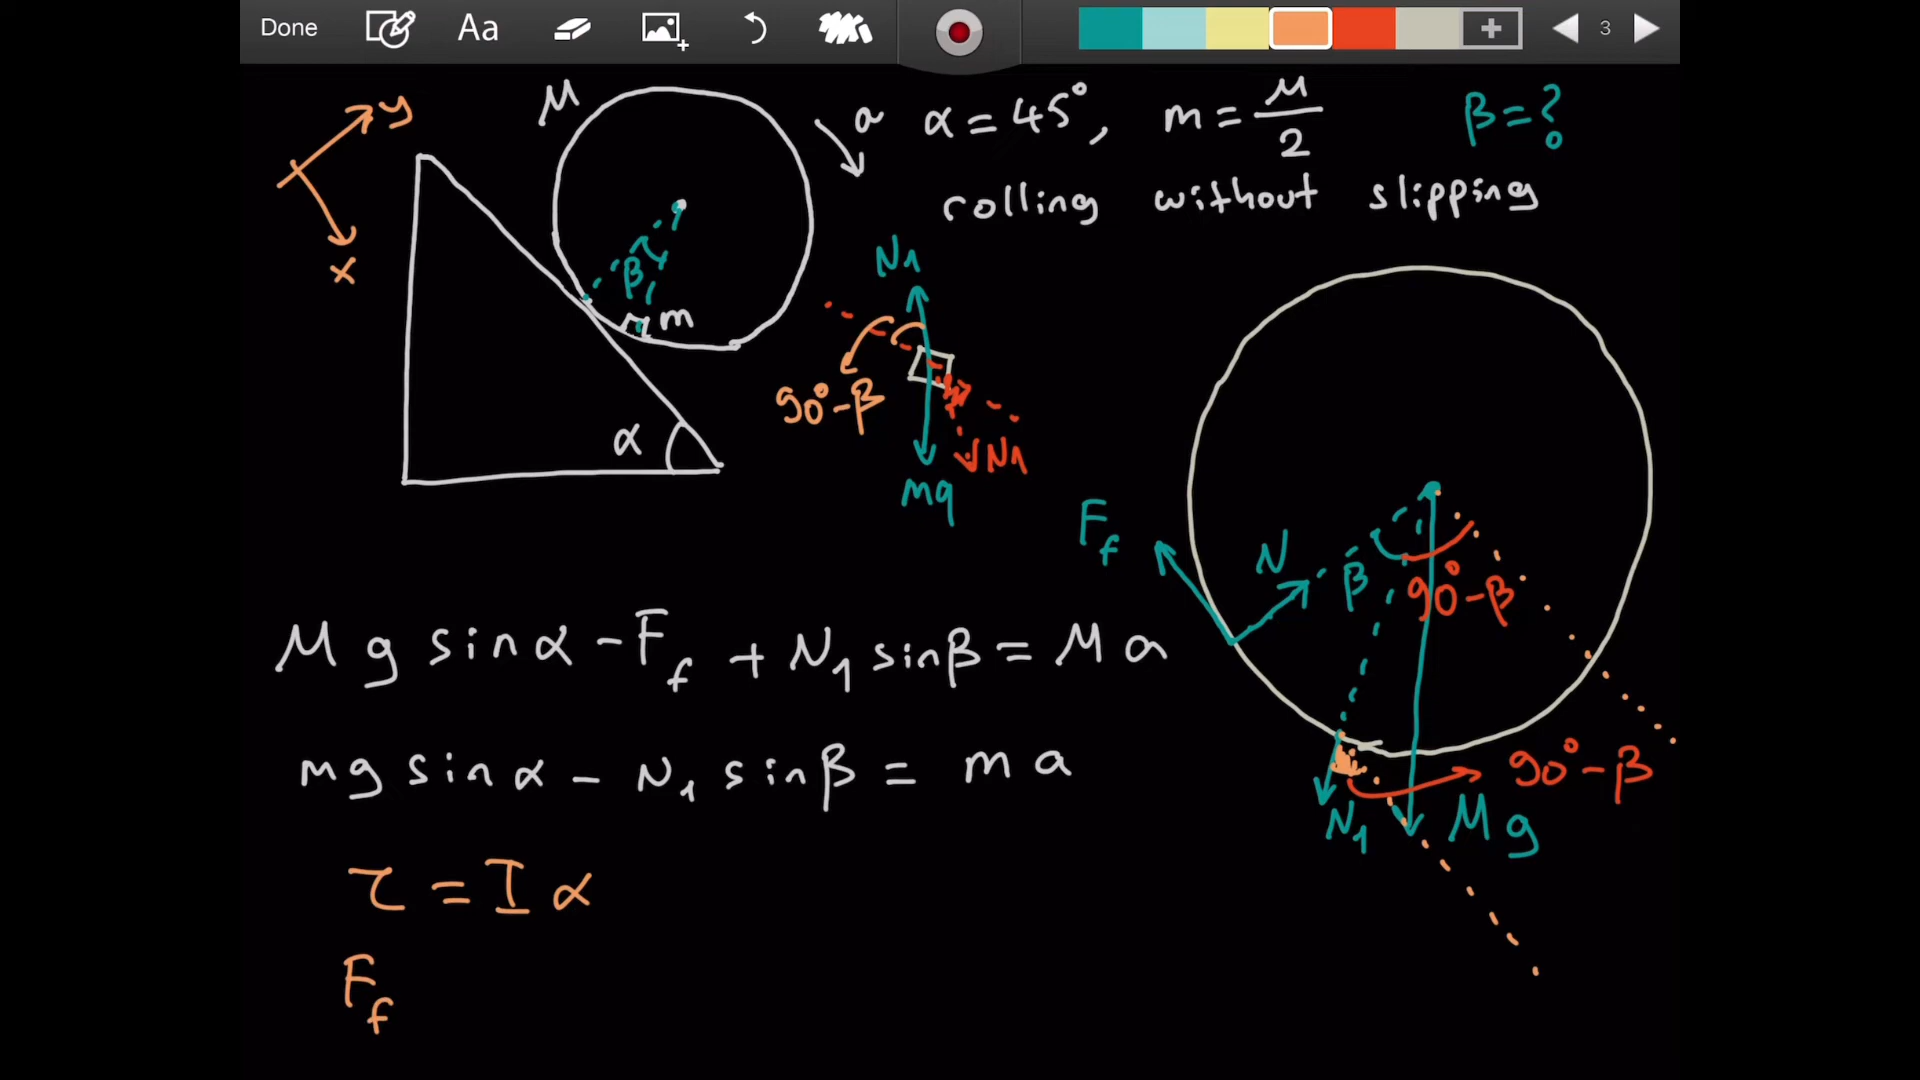 Done Aa 3
y
x
M
a
α = 45°, m = M/2 β = ?
rolling without slipping
β
m
α
N1
90° - β
N1
mg
Ff
N
β
90° - β
N1
Mg
90° - β
Mg sinα - Ff + N1 sinβ = Ma
mg sinα - N1 sinβ = ma
τ = Iα
Ff